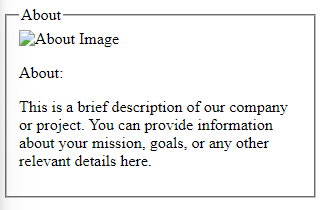 About
About Image
About:
This is a brief description of our company
or project. You can provide information
about your mission, goals, or any other
relevant details here.